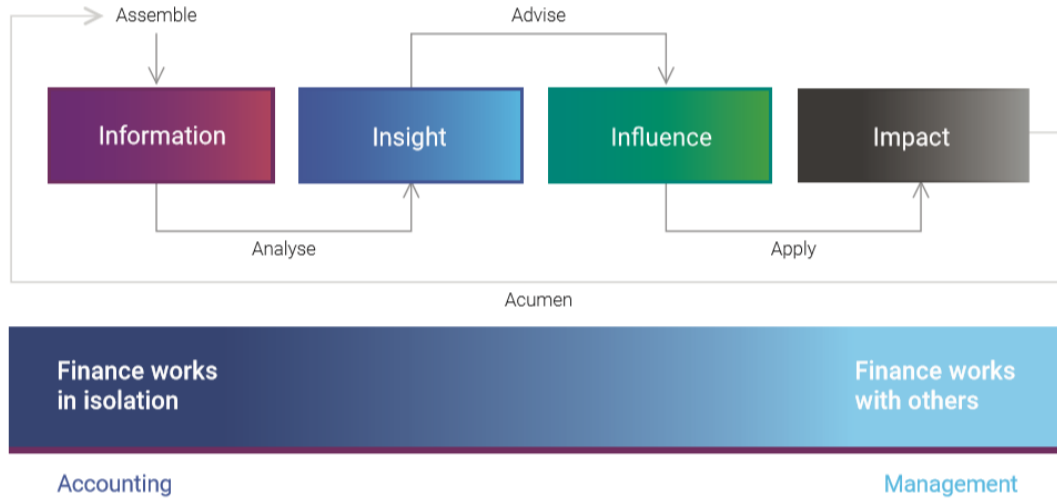 Assemble
Advise
Information
Insight
Influence
Impact
Analyse
Apply
Acumen
Finance works
in isolation
Finance works
with others
Accounting
Management